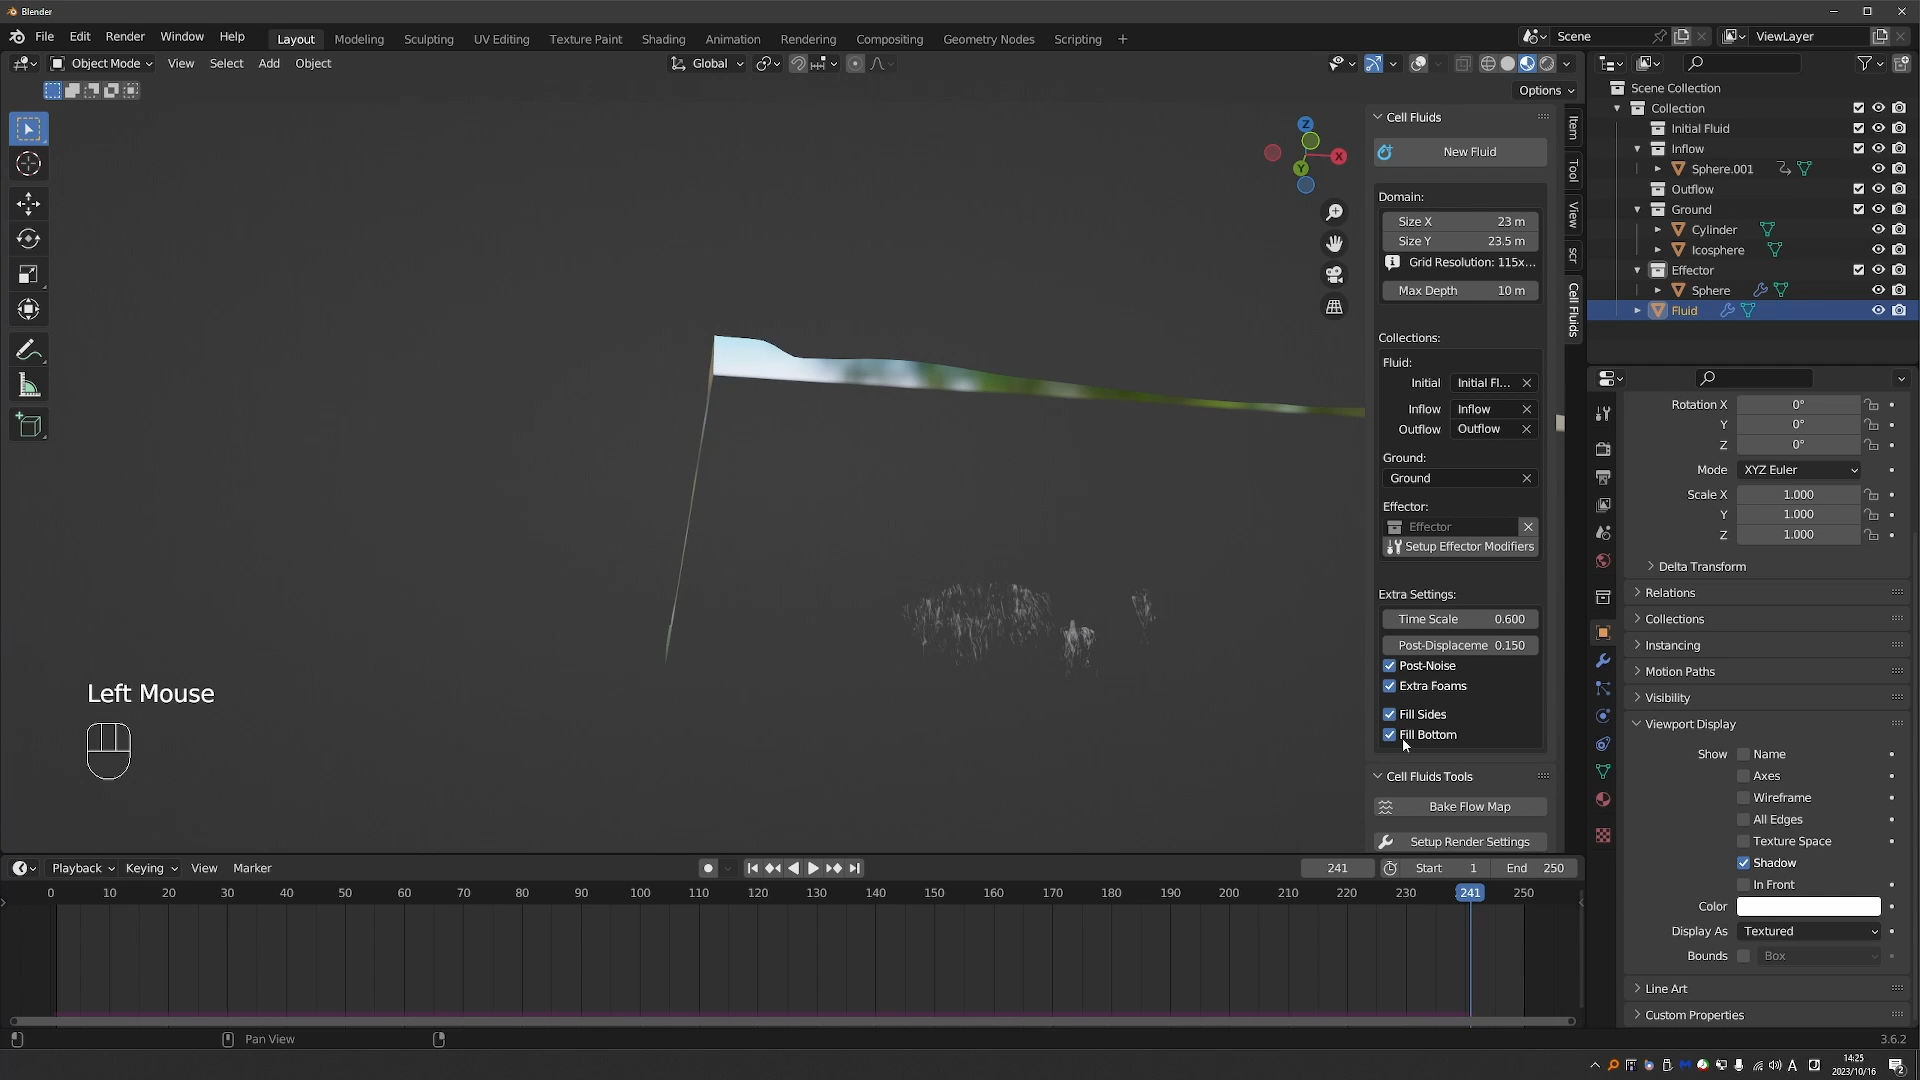 Blender
File Edit Render Window Help Layout Modeling Sculpting UV Editing Texture Paint Shading Animation Rendering Compositing Geometry Nodes Scripting + Scene ViewLayer
Object Mode View Select Add Object Global
Options
Scene Collection
Collection
Initial Fluid
Inflow
Sphere.001
Outflow
Ground
Cylinder
Icosphere
Effector
Sphere
Fluid
Z
X
Y
Item
Tool
View
scr
Cell Fluids
Cell Fluids
New Fluid
Domain:
Size X 23 m
Size Y 23.5 m
Grid Resolution: 115x...
Max Depth 10 m
Collections:
Fluid:
Initial Initial Fl...
Inflow Inflow
Outflow Outflow
Ground:
Ground
Effector:
Effector
Setup Effector Modifiers
Extra Settings:
Time Scale 0.600
Post-Displaceme 0.150
Post-Noise
Extra Foams
Fill Sides
Fill Bottom
Cell Fluids Tools
Bake Flow Map
Setup Render Settings
Rotation X 0°
Y 0°
Z 0°
Mode XYZ Euler
Scale X 1.000
Y 1.000
Z 1.000
Delta Transform
Relations
Collections
Instancing
Motion Paths
Visibility
Viewport Display
Show Name
Axes
Wireframe
All Edges
Texture Space
Shadow
In Front
Color
Display As Textured
Bounds Box
Line Art
Custom Properties
Left Mouse
Playback Keying View Marker 241 Start 1 End 250
0 10 20 30 40 50 60 70 80 90 100 110 120 130 140 150 160 170 180 190 200 210 220 230 241 250
Pan View 3.6.2
A 14:25
2023/10/16 2